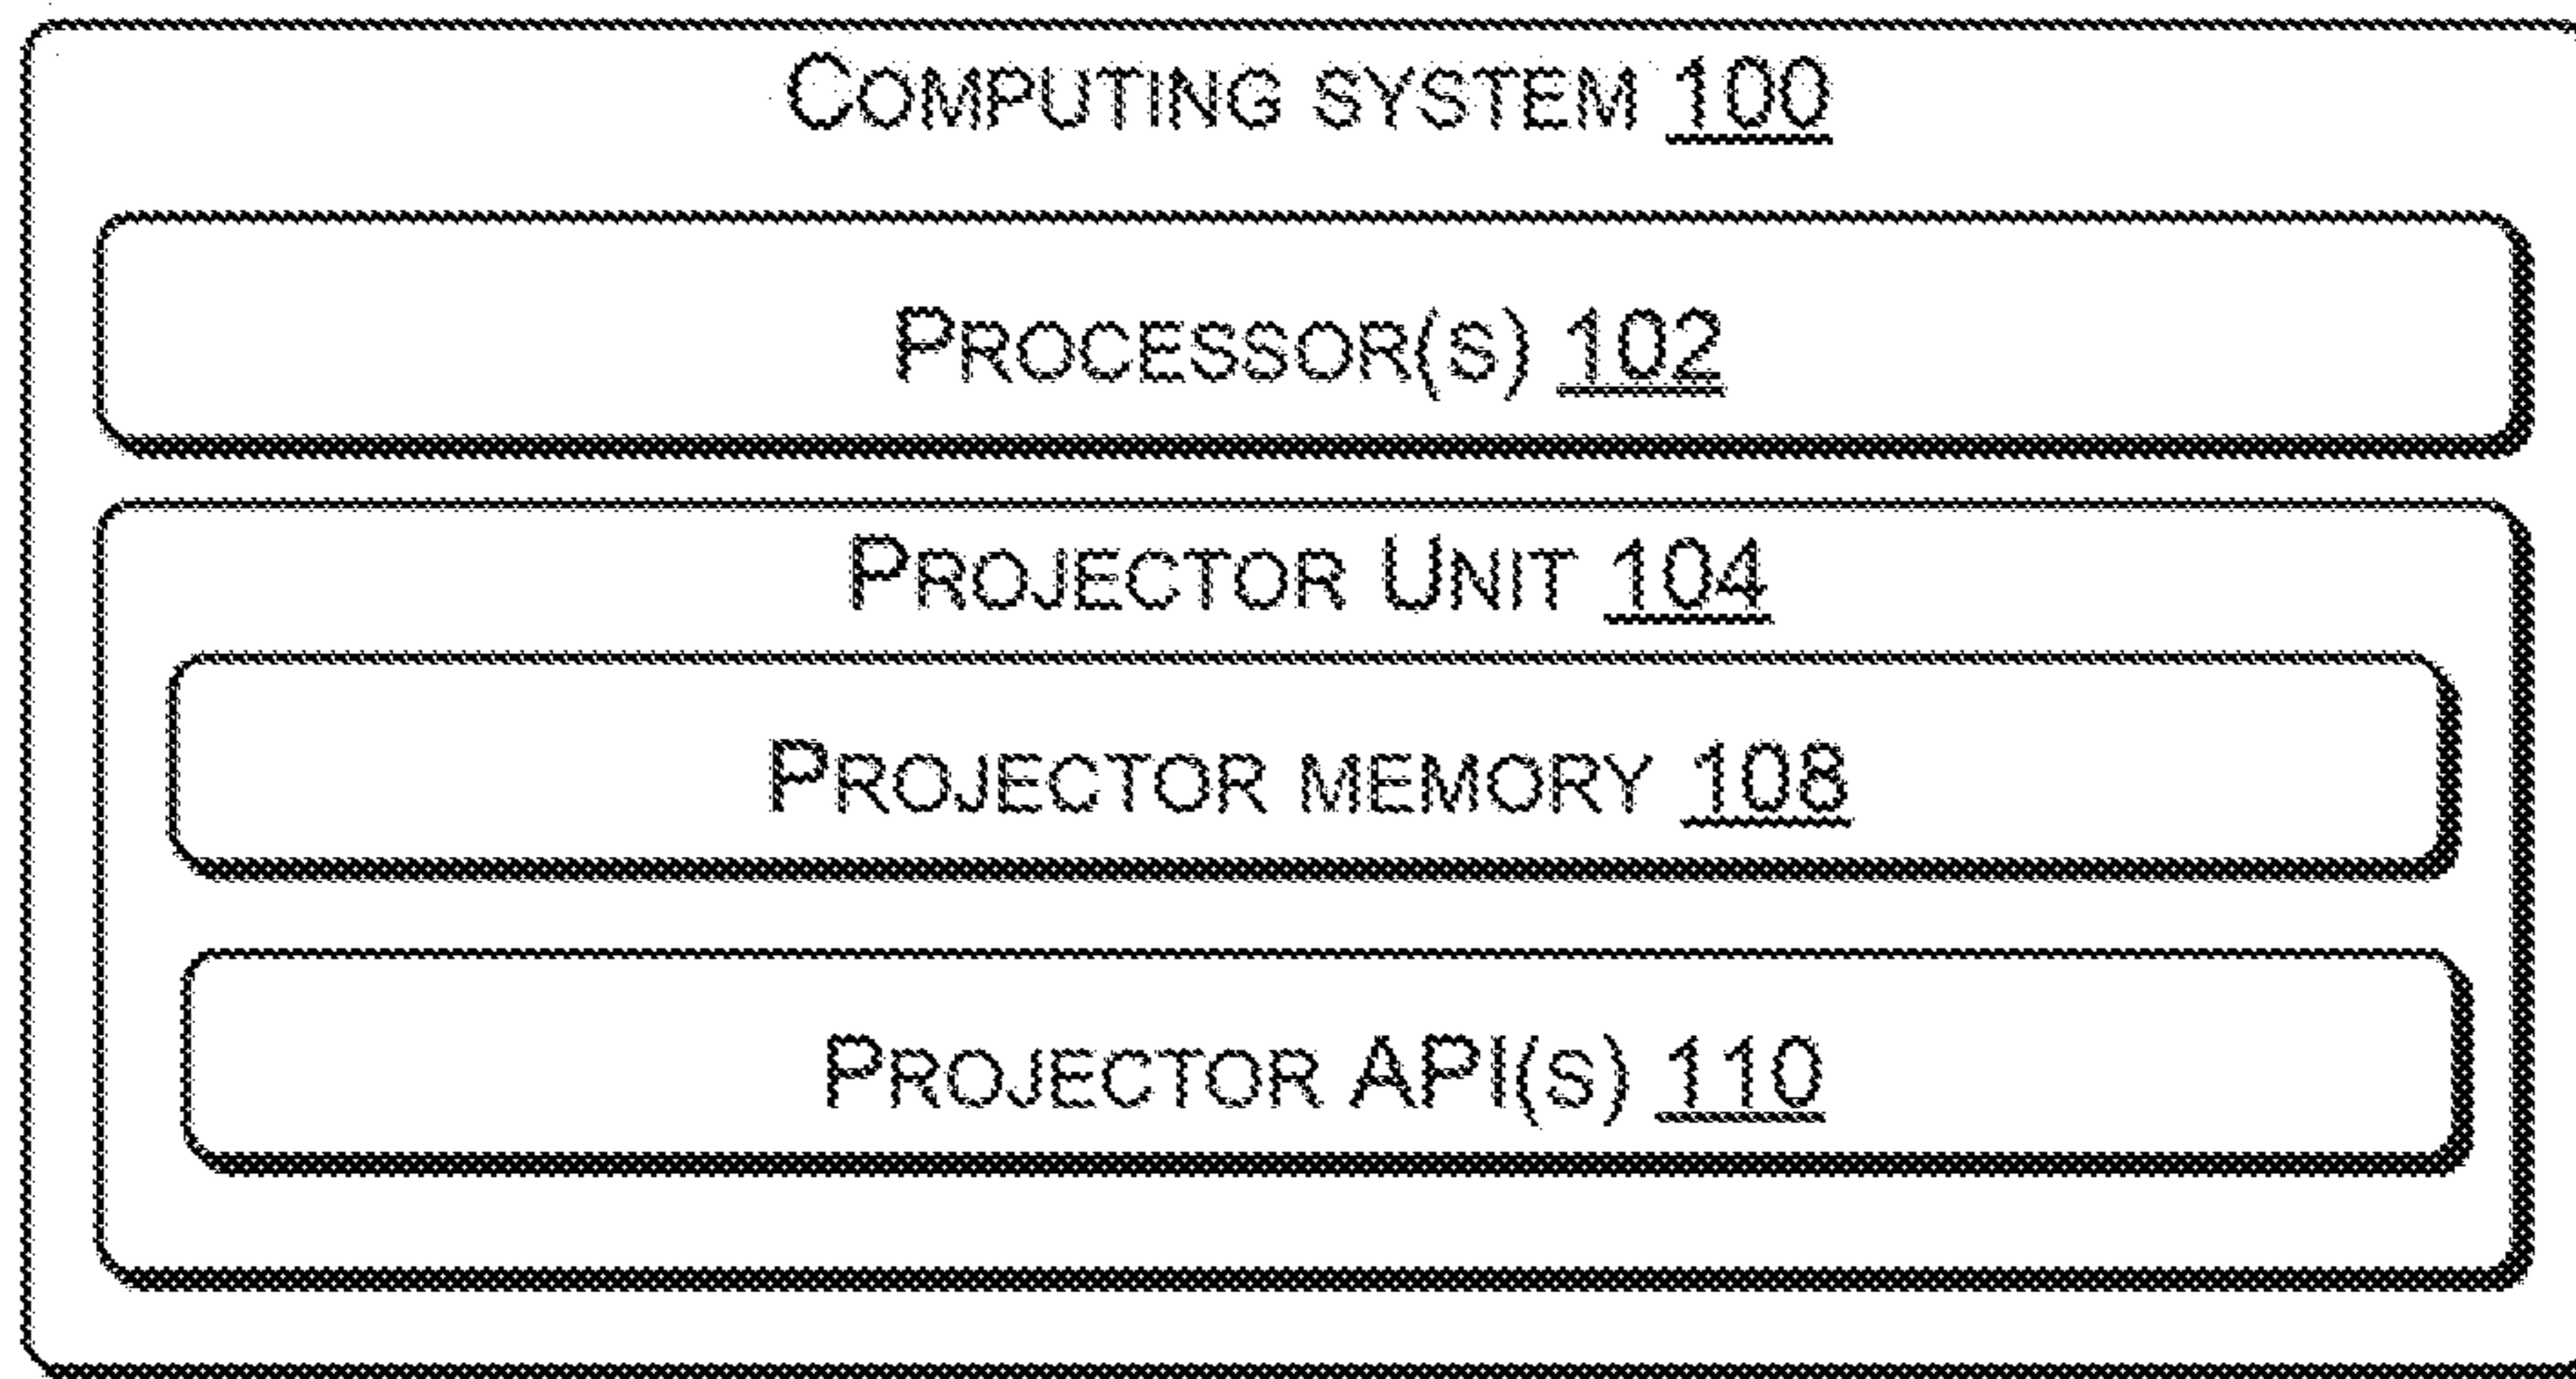 COMPUTING SYSTEM 100
PROCESSOR(S) 102
PROJECTOR UNIT 104
PROJECTOR MEMORY 108
PROJECTOR API(S) 110